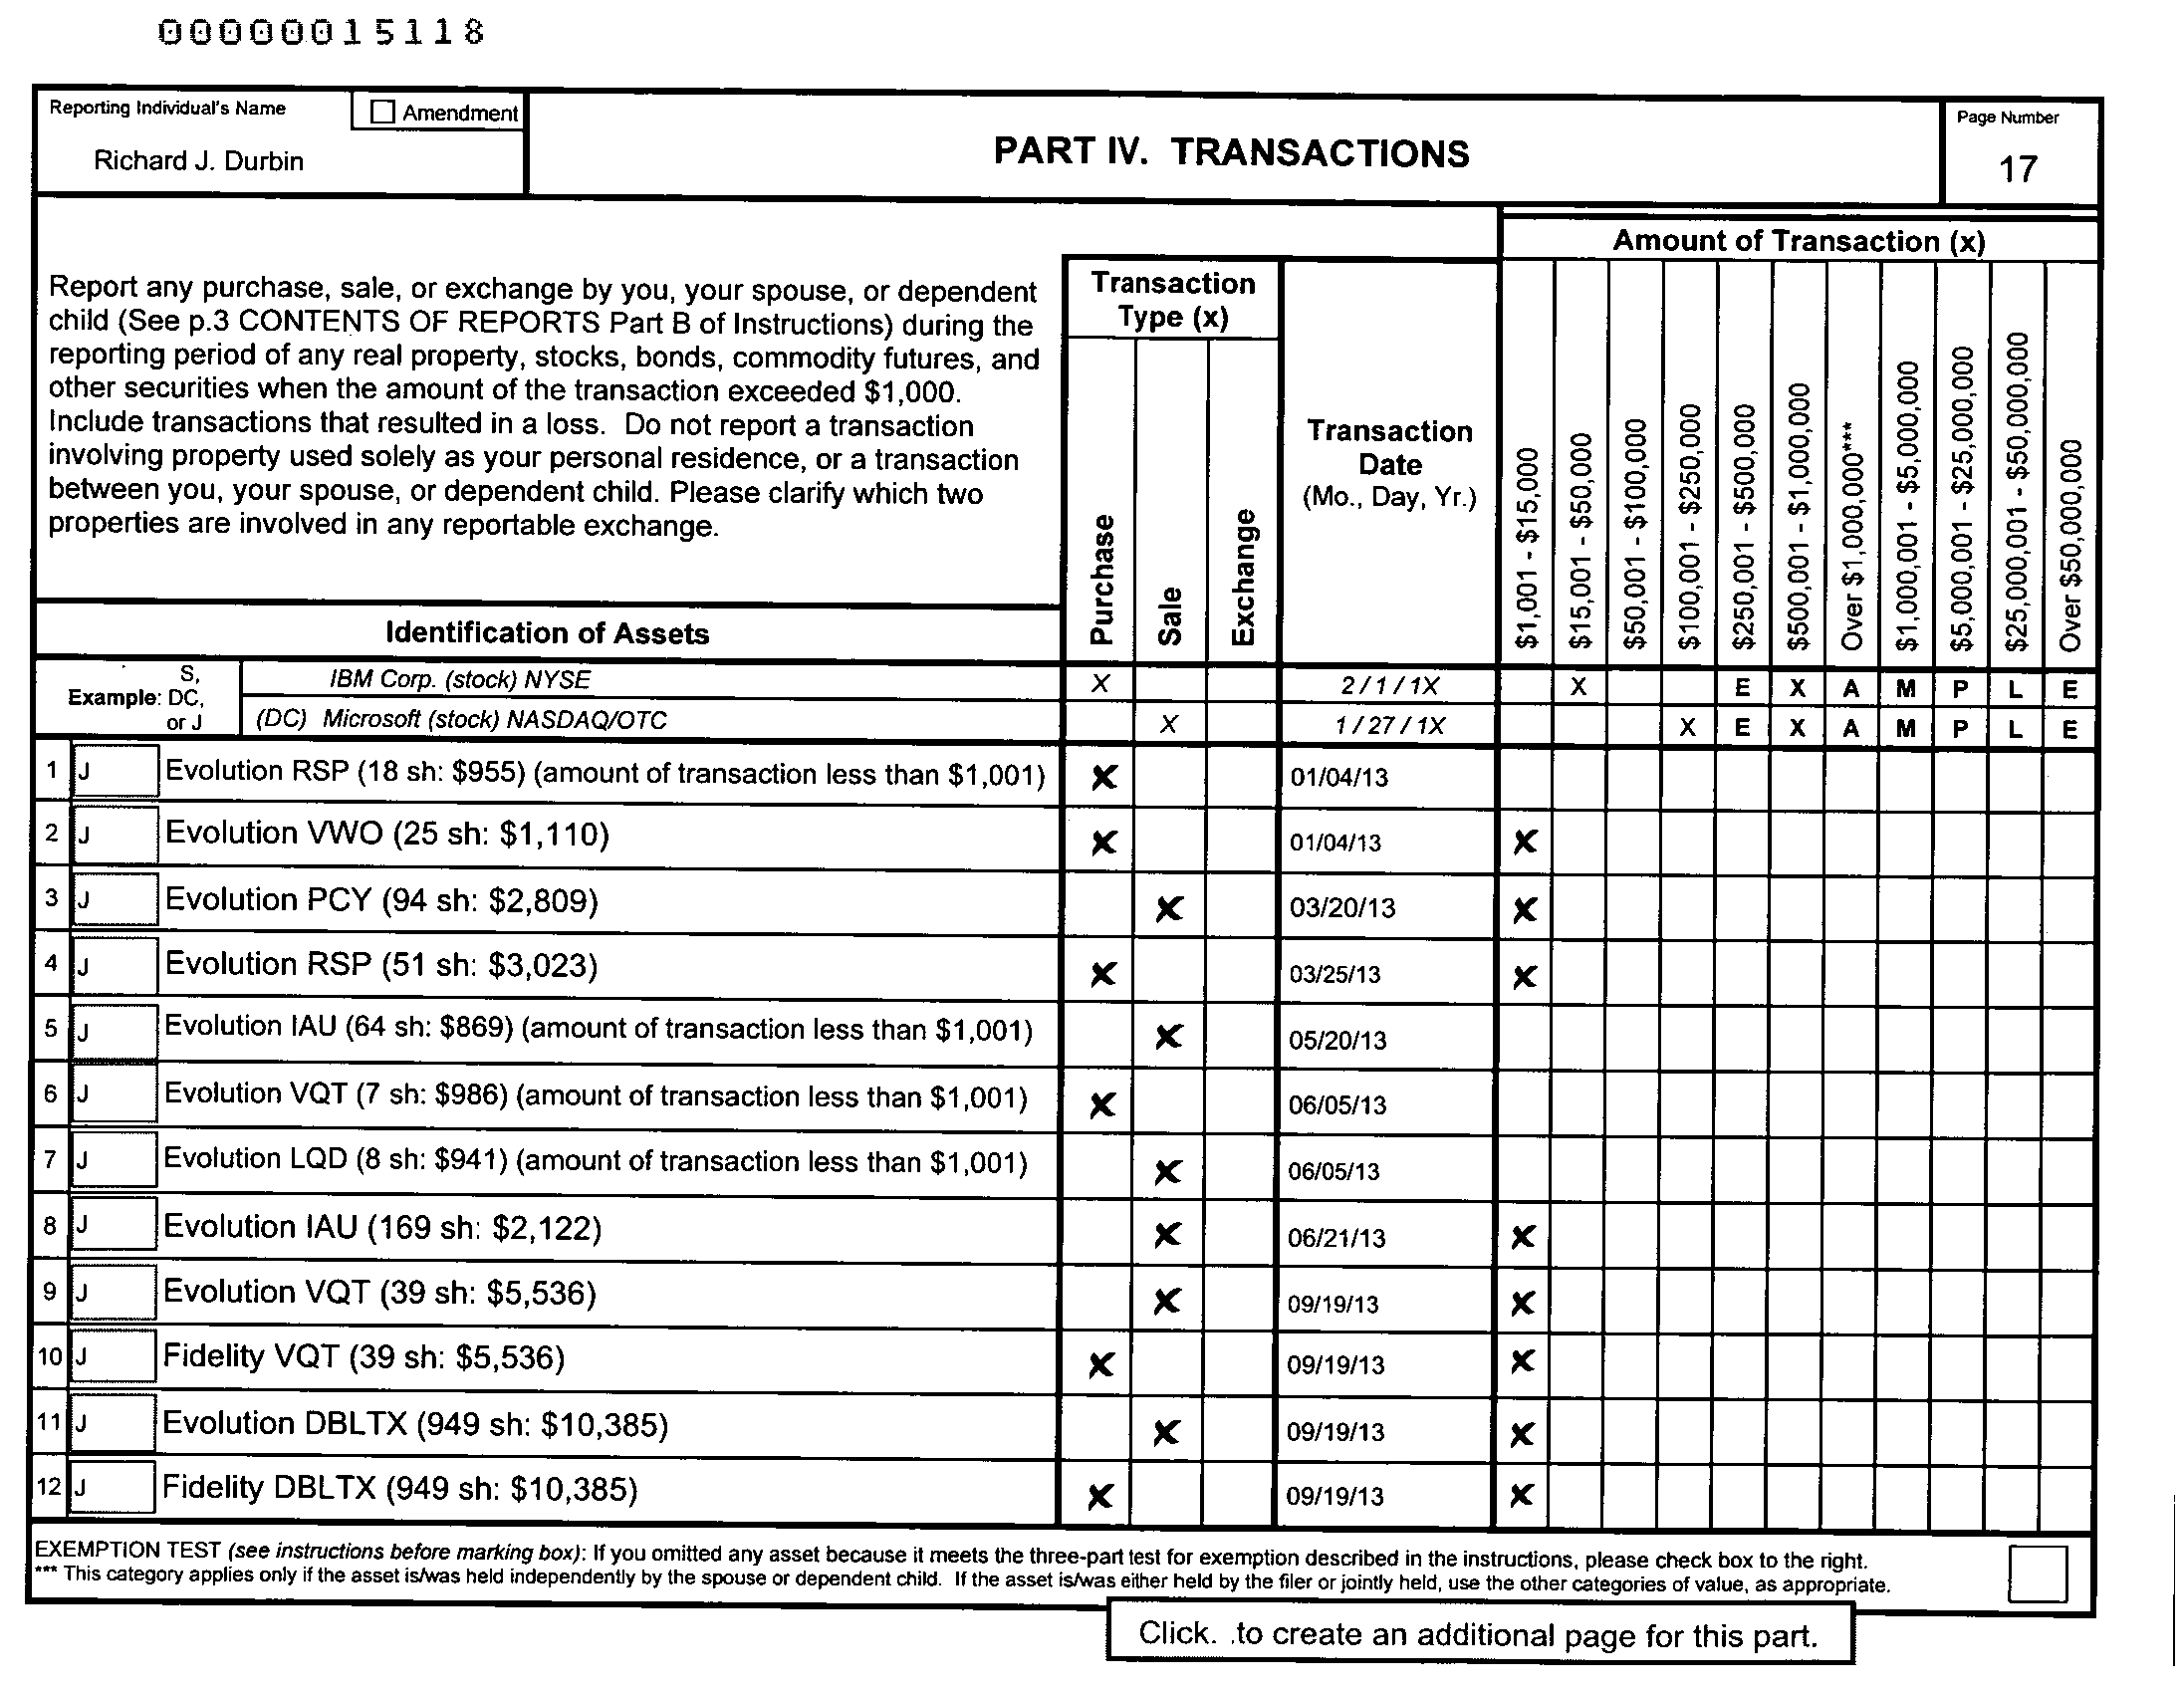 00000015118
Reporting Individual's Name
Amendment
Richard J. Durbin
PART IV. TRANSACTIONS
Page Number
17
Report any purchase, sale, or exchange by you, your spouse, or dependent
child (See p.3 CONTENTS OF REPORTS Part B of Instructions) during the
reporting period of any real property, stocks, bonds, commodity futures, and
other securities when the amount of the transaction exceeded $1,000.
Include transactions that resulted in a loss. Do not report a transaction
involving property used solely as your personal residence, or a transaction
between you, your spouse, or dependent child. Please clarify which two
properties are involved in any reportable exchange.
Identification of Assets
Transaction
Type (x)
Purchase
Sale
Exchange
Transaction
Date
(Mo., Day, Yr.)
Amount of Transaction (x)
$1,001 - $15,000
$15,001 - $50,000
$50,001 - $100,000
$100,001 - $250,000
$250,001 - $500,000
$500,001 - $1,000,000
Over $1,000,000***
$1,000,001 - $5,000,000
$5,000,001 - $25,000,000
$25,000,001 - $50,000,000
Over $50,000,000
Example: S, DC, or J
IBM Corp. (stock) NYSE X 2 / 1 / 1X X E X A M P L E
(DC) Microsoft (stock) NASDAQ/OTC X 1 / 27 / 1X X E X A M P L E
1 J Evolution RSP (18 sh: $955) (amount of transaction less than $1,001) X 01/04/13
2 J Evolution VWO (25 sh: $1,110) X 01/04/13 X
3 J Evolution PCY (94 sh: $2,809) X 03/20/13 X
4 J Evolution RSP (51 sh: $3,023) X 03/25/13 X
5 J Evolution IAU (64 sh: $869) (amount of transaction less than $1,001) X 05/20/13
6 J Evolution VQT (7 sh: $986) (amount of transaction less than $1,001) X 06/05/13
7 J Evolution LQD (8 sh: $941) (amount of transaction less than $1,001) X 06/05/13
8 J Evolution IAU (169 sh: $2,122) X 06/21/13 X
9 J Evolution VQT (39 sh: $5,536) X 09/19/13 X
10 J Fidelity VQT (39 sh: $5,536) X 09/19/13 X
11 J Evolution DBLTX (949 sh: $10,385) X 09/19/13 X
12 J Fidelity DBLTX (949 sh: $10,385) X 09/19/13 X
EXEMPTION TEST (see instructions before marking box): If you omitted any asset because it meets the three-part test for exemption described in the instructions, please check box to the right.
*** This category applies only if the asset is/was held independently by the spouse or dependent child. If the asset is/was either held by the filer or jointly held, use the other categories of value, as appropriate.
Click. .to create an additional page for this part.